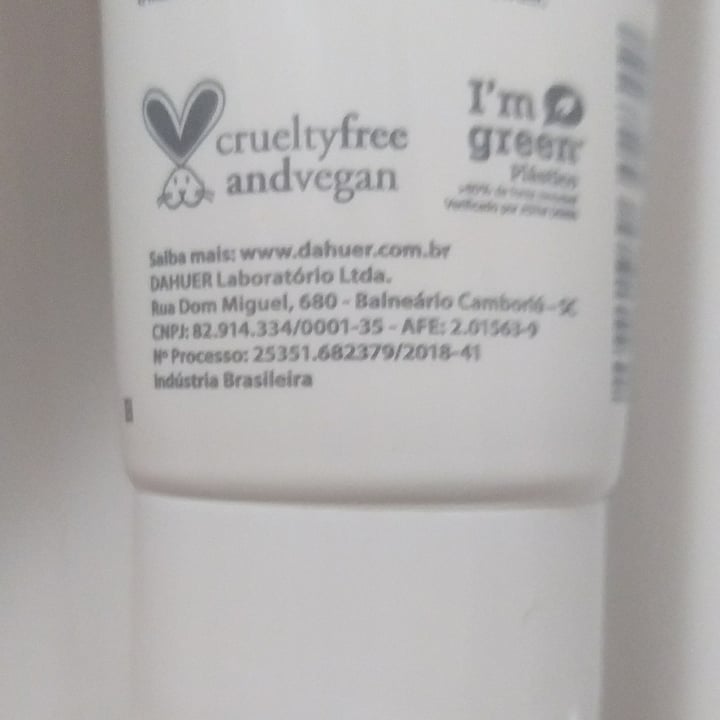 crueltyfree
andvegan
I'm
green
Plástico
Saiba mais: www.dahuer.com.br
DAHUER Laboratório Ltda.
Rua Dom Miguel, 680 - Balneário Camboriú - SC
CNPJ: 82.914.334/0001-35 - AFE: 2.01563-9
Nº Processo: 25351.682379/2018-41
Indústria Brasileira